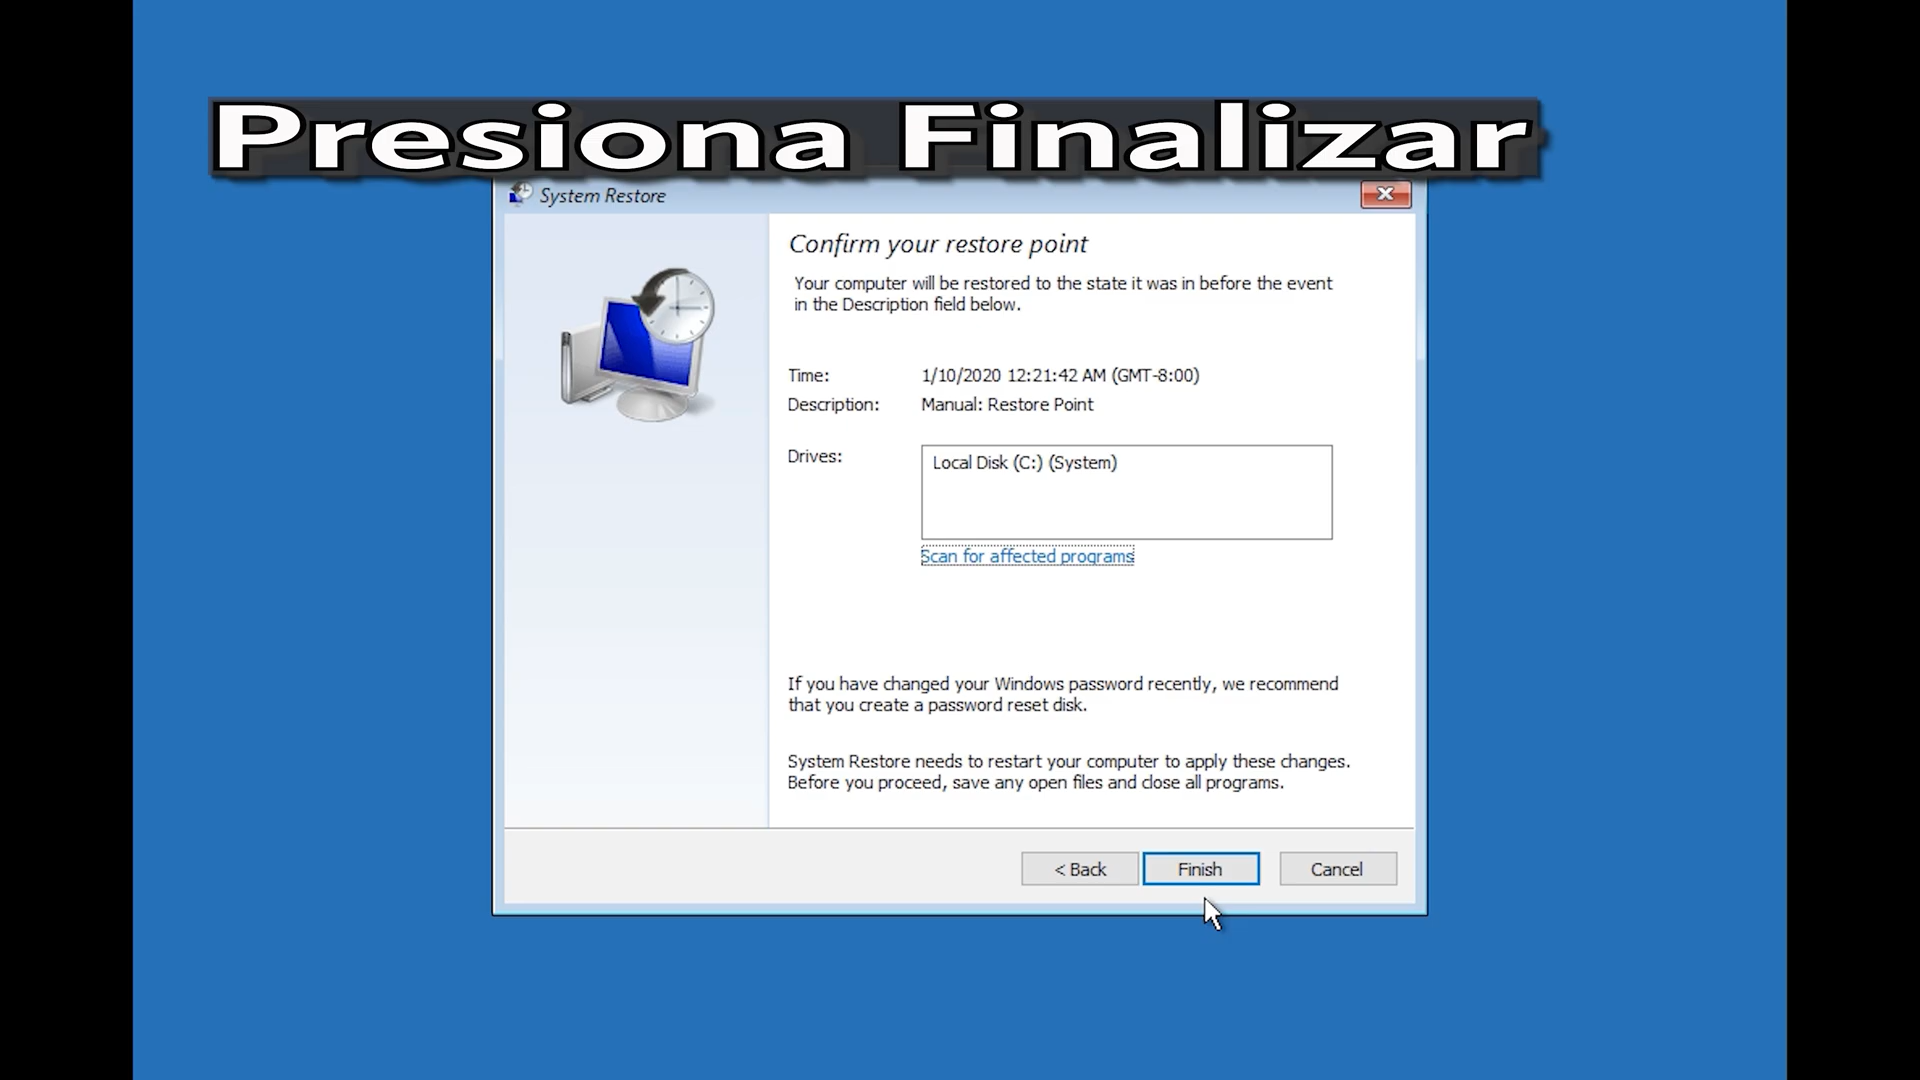 Presiona Finalizar
System Restore
Confirm your restore point
Your computer will be restored to the state it was in before the event
in the Description field below.
Time: 1/10/2020 12:21:42 AM (GMT-8:00)
Description: Manual: Restore Point
Drives: Local Disk (C:) (System)
Scan for affected programs
If you have changed your Windows password recently, we recommend
that you create a password reset disk.
System Restore needs to restart your computer to apply these changes.
Before you proceed, save any open files and close all programs.
< Back Finish Cancel